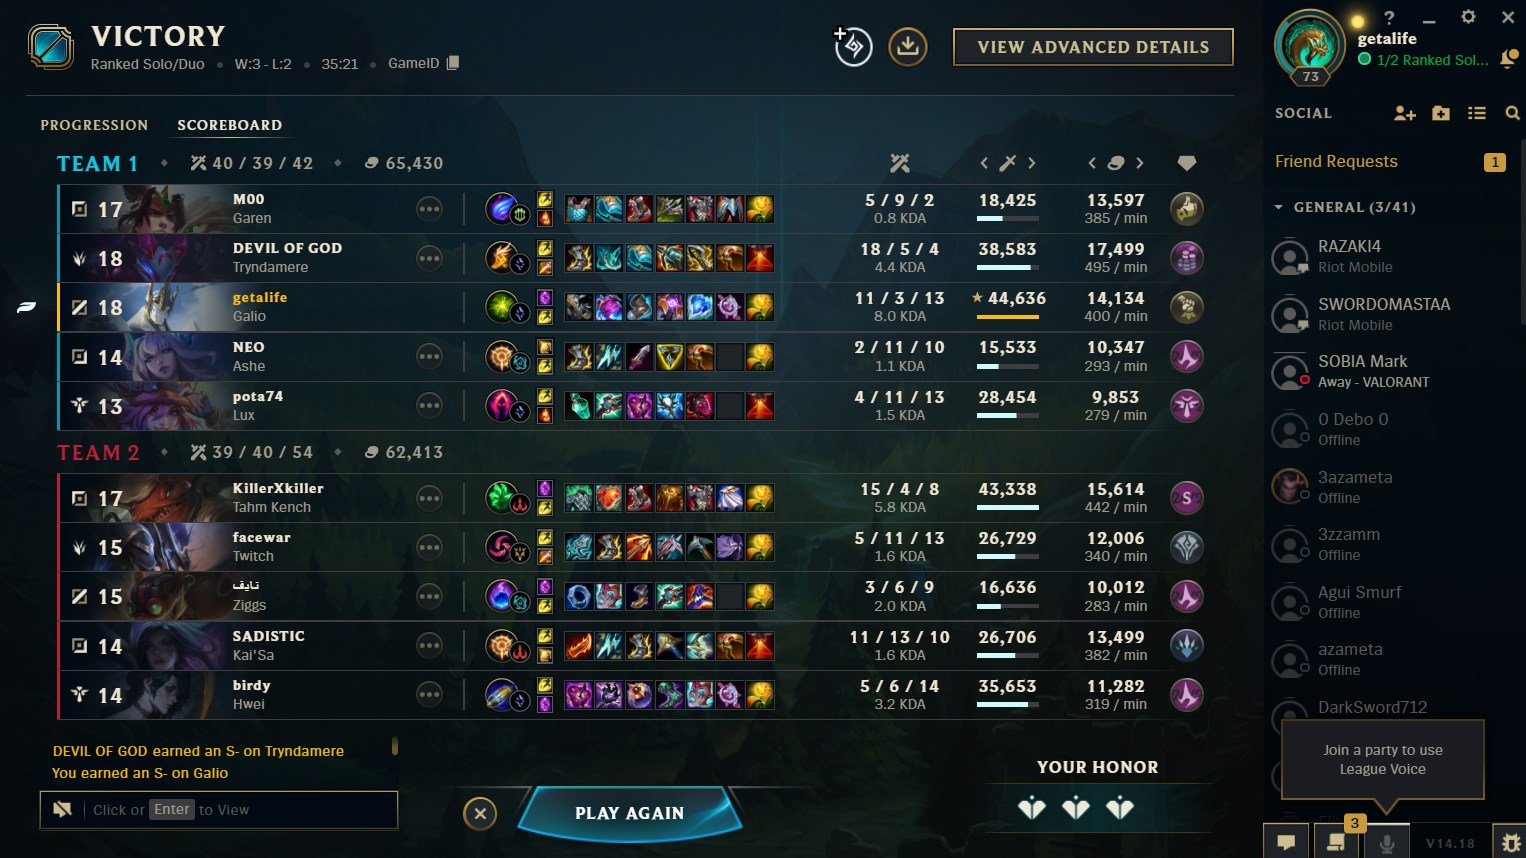 VICTORY
Ranked Solo/Duo • W:3 - L:2 • 35:21 • GameID
VIEW ADVANCED DETAILS
PROGRESSION SCOREBOARD
TEAM 1 40 / 39 / 42 65,430
17 M00 Garen 5 / 9 / 2 0.8 KDA 18,425 13,597 385 / min
18 DEVIL OF GOD Tryndamere 18 / 5 / 4 4.4 KDA 38,583 17,499 495 / min
18 getalife Galio 11 / 3 / 13 8.0 KDA 44,636 14,134 400 / min
14 NEO Ashe 2 / 11 / 10 1.1 KDA 15,533 10,347 293 / min
13 pota74 Lux 4 / 11 / 13 1.5 KDA 28,454 9,853 279 / min
TEAM 2 39 / 40 / 54 62,413
17 KillerXkiller Tahm Kench 15 / 4 / 8 5.8 KDA 43,338 15,614 442 / min
S
15 facewar Twitch 5 / 11 / 13 1.6 KDA 26,729 12,006 340 / min
15 تايف Ziggs 3 / 6 / 9 2.0 KDA 16,636 10,012 283 / min
14 SADISTIC Kai'Sa 11 / 13 / 10 1.6 KDA 26,706 13,499 382 / min
14 birdy Hwei 5 / 6 / 14 3.2 KDA 35,653 11,282 319 / min
DEVIL OF GOD earned an S- on Tryndamere
You earned an S- on Galio
Click or Enter to View
PLAY AGAIN
YOUR HONOR
?
getalife
73
1/2 Ranked Sol...
SOCIAL
Friend Requests 1
GENERAL (3/41)
RAZAKI4
Riot Mobile
SWORDOMASTAA
Riot Mobile
SOBIA Mark
Away - VALORANT
0 Debo 0
Offline
3azameta
Offline
3zzamm
Offline
Agui Smurf
Offline
azameta
Offline
DarkSword712
Join a party to use
League Voice
3
V14.18